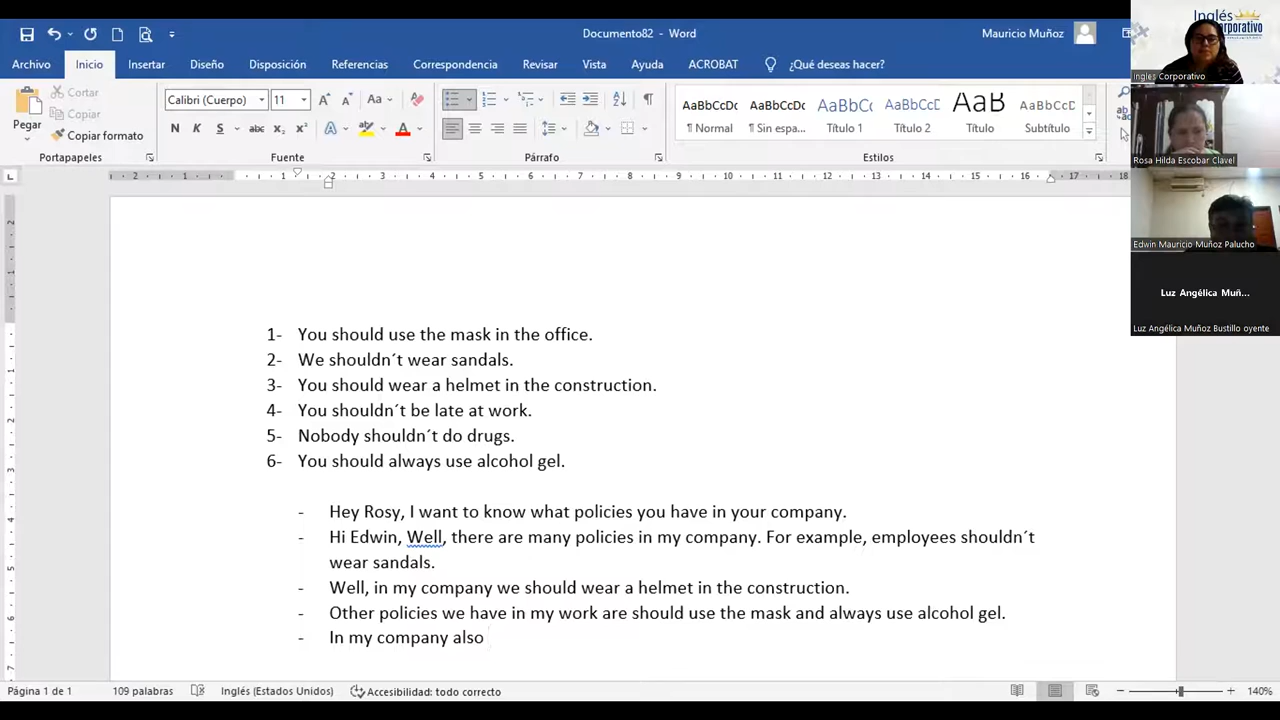 Documento82 - Word
Mauricio Muñoz
Archivo Inicio Insertar Diseño Disposición Referencias Correspondencia Revisar Vista Ayuda ACROBAT ¿Qué deseas hacer?
Pegar
Cortar
Copiar
Copiar formato
Portapapeles
Calibri (Cuerpo) 11
Fuente
Párrafo
AaBbCcDc AaBbCcDc AaBbC AaBbCcD AaB AaBbCcD
¶ Normal ¶ Sin espa... Título 1 Título 2 Título Subtítulo
Estilos
Inglés
Corporativo
Ingles Corporativo
Rosa Hilda Escobar Clavel
Edwin Mauricio Muñoz Palucho
Luz Angélica Muñ...
Luz Angélica Muñoz Bustillo oyente
1- You should use the mask in the office.
2- We shouldn´t wear sandals.
3- You should wear a helmet in the construction.
4- You shouldn´t be late at work.
5- Nobody shouldn´t do drugs.
6- You should always use alcohol gel.
- Hey Rosy, I want to know what policies you have in your company.
- Hi Edwin, Well, there are many policies in my company. For example, employees shouldn´t
wear sandals.
- Well, in my company we should wear a helmet in the construction.
- Other policies we have in my work are should use the mask and always use alcohol gel.
- In my company also
Página 1 de 1 109 palabras Inglés (Estados Unidos) Accesibilidad: todo correcto 140%